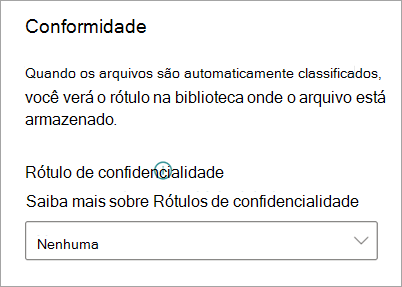 Conformidade
Quando os arquivos são automaticamente classificados,
você verá o rótulo na biblioteca onde o arquivo está
armazenado.
Rótulo de confidencialidade
Saiba mais sobre Rótulos de confidencialidade
Nenhuma